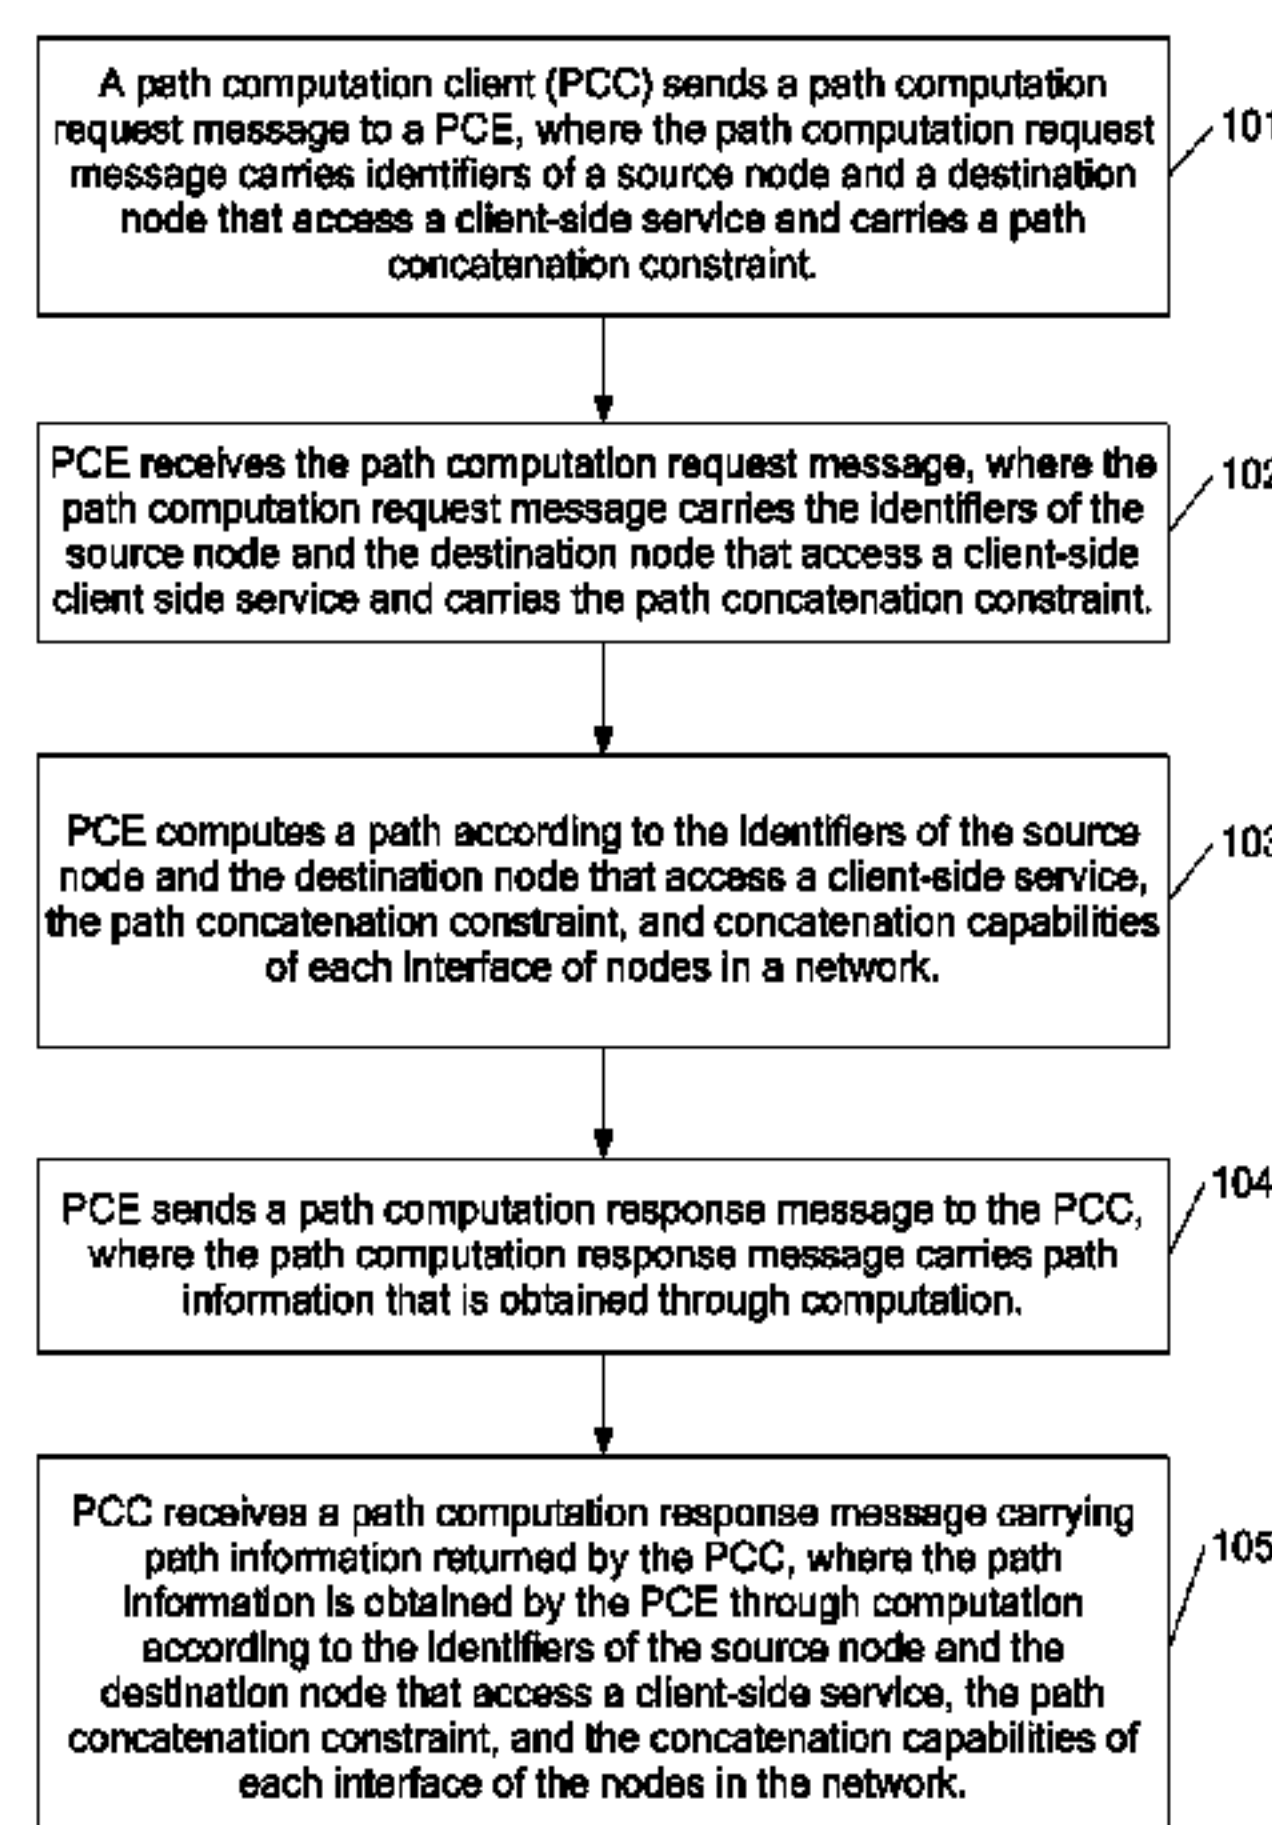 A path computation client (PCC) sends a path computation
request message to a PCE, where the path computation request
message carries identifiers of a source node and a destination
node that access a client-side service and carries a path
concatenation constraint.
101
PCE receives the path computation request message, where the
path computation request message carries the identifiers of the
source node and the destination node that access a client-side
client side service and carries the path concatenation constraint.
102
PCE computes a path according to the identifiers of the source
node and the destination node that access a client-side service,
the path concatenation constraint, and concatenation capabilities
of each interface of nodes in a network.
103
PCE sends a path computation response message to the PCC,
where the path computation response message carries path
information that is obtained through computation.
104
PCC receives a path computation response message carrying
path information returned by the PCC, where the path
information is obtained by the PCE through computation
according to the identifiers of the source node and the
destination node that access a client-side service, the path
concatenation constraint, and the concatenation capabilities of
each interface of the nodes in the network.
105